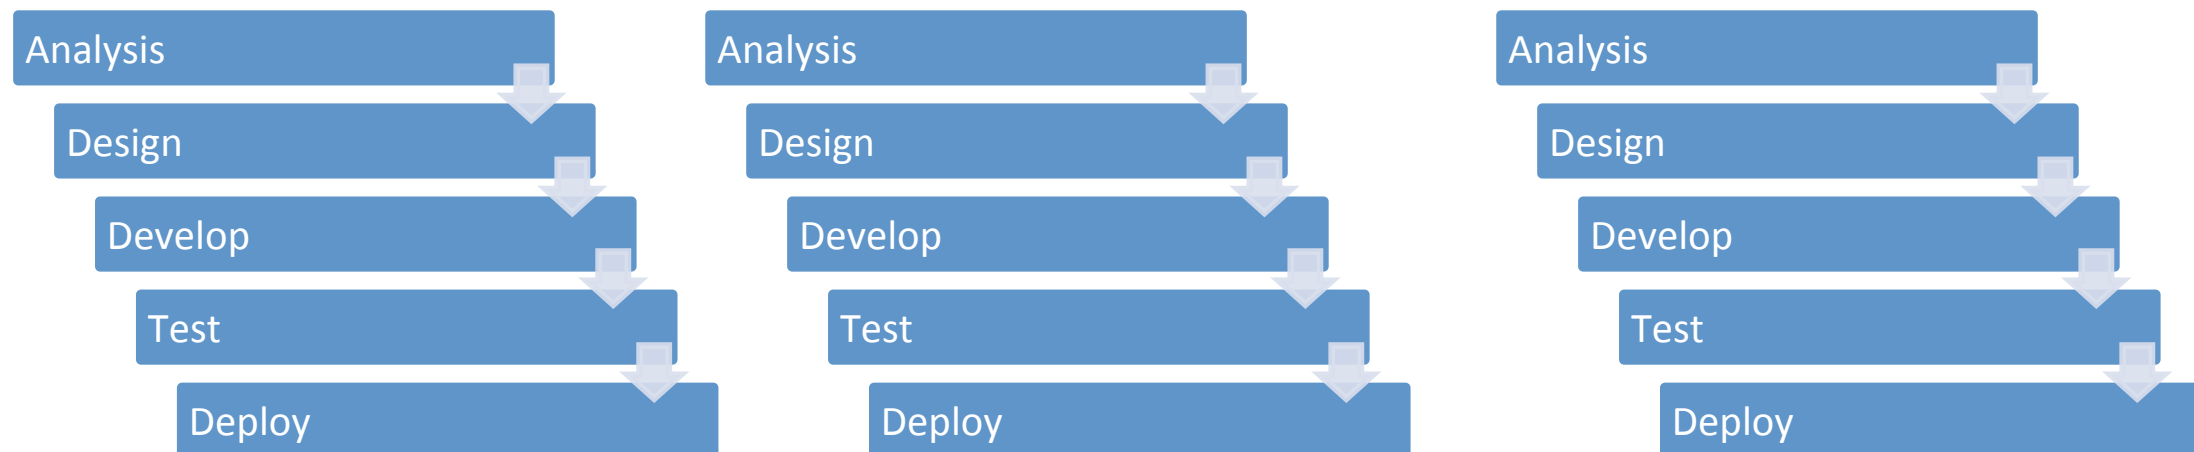 Analysis
Design
Develop
Test
Deploy
Analysis
Design
Develop
Test
Deploy
Analysis
Design
Develop
Test
Deploy